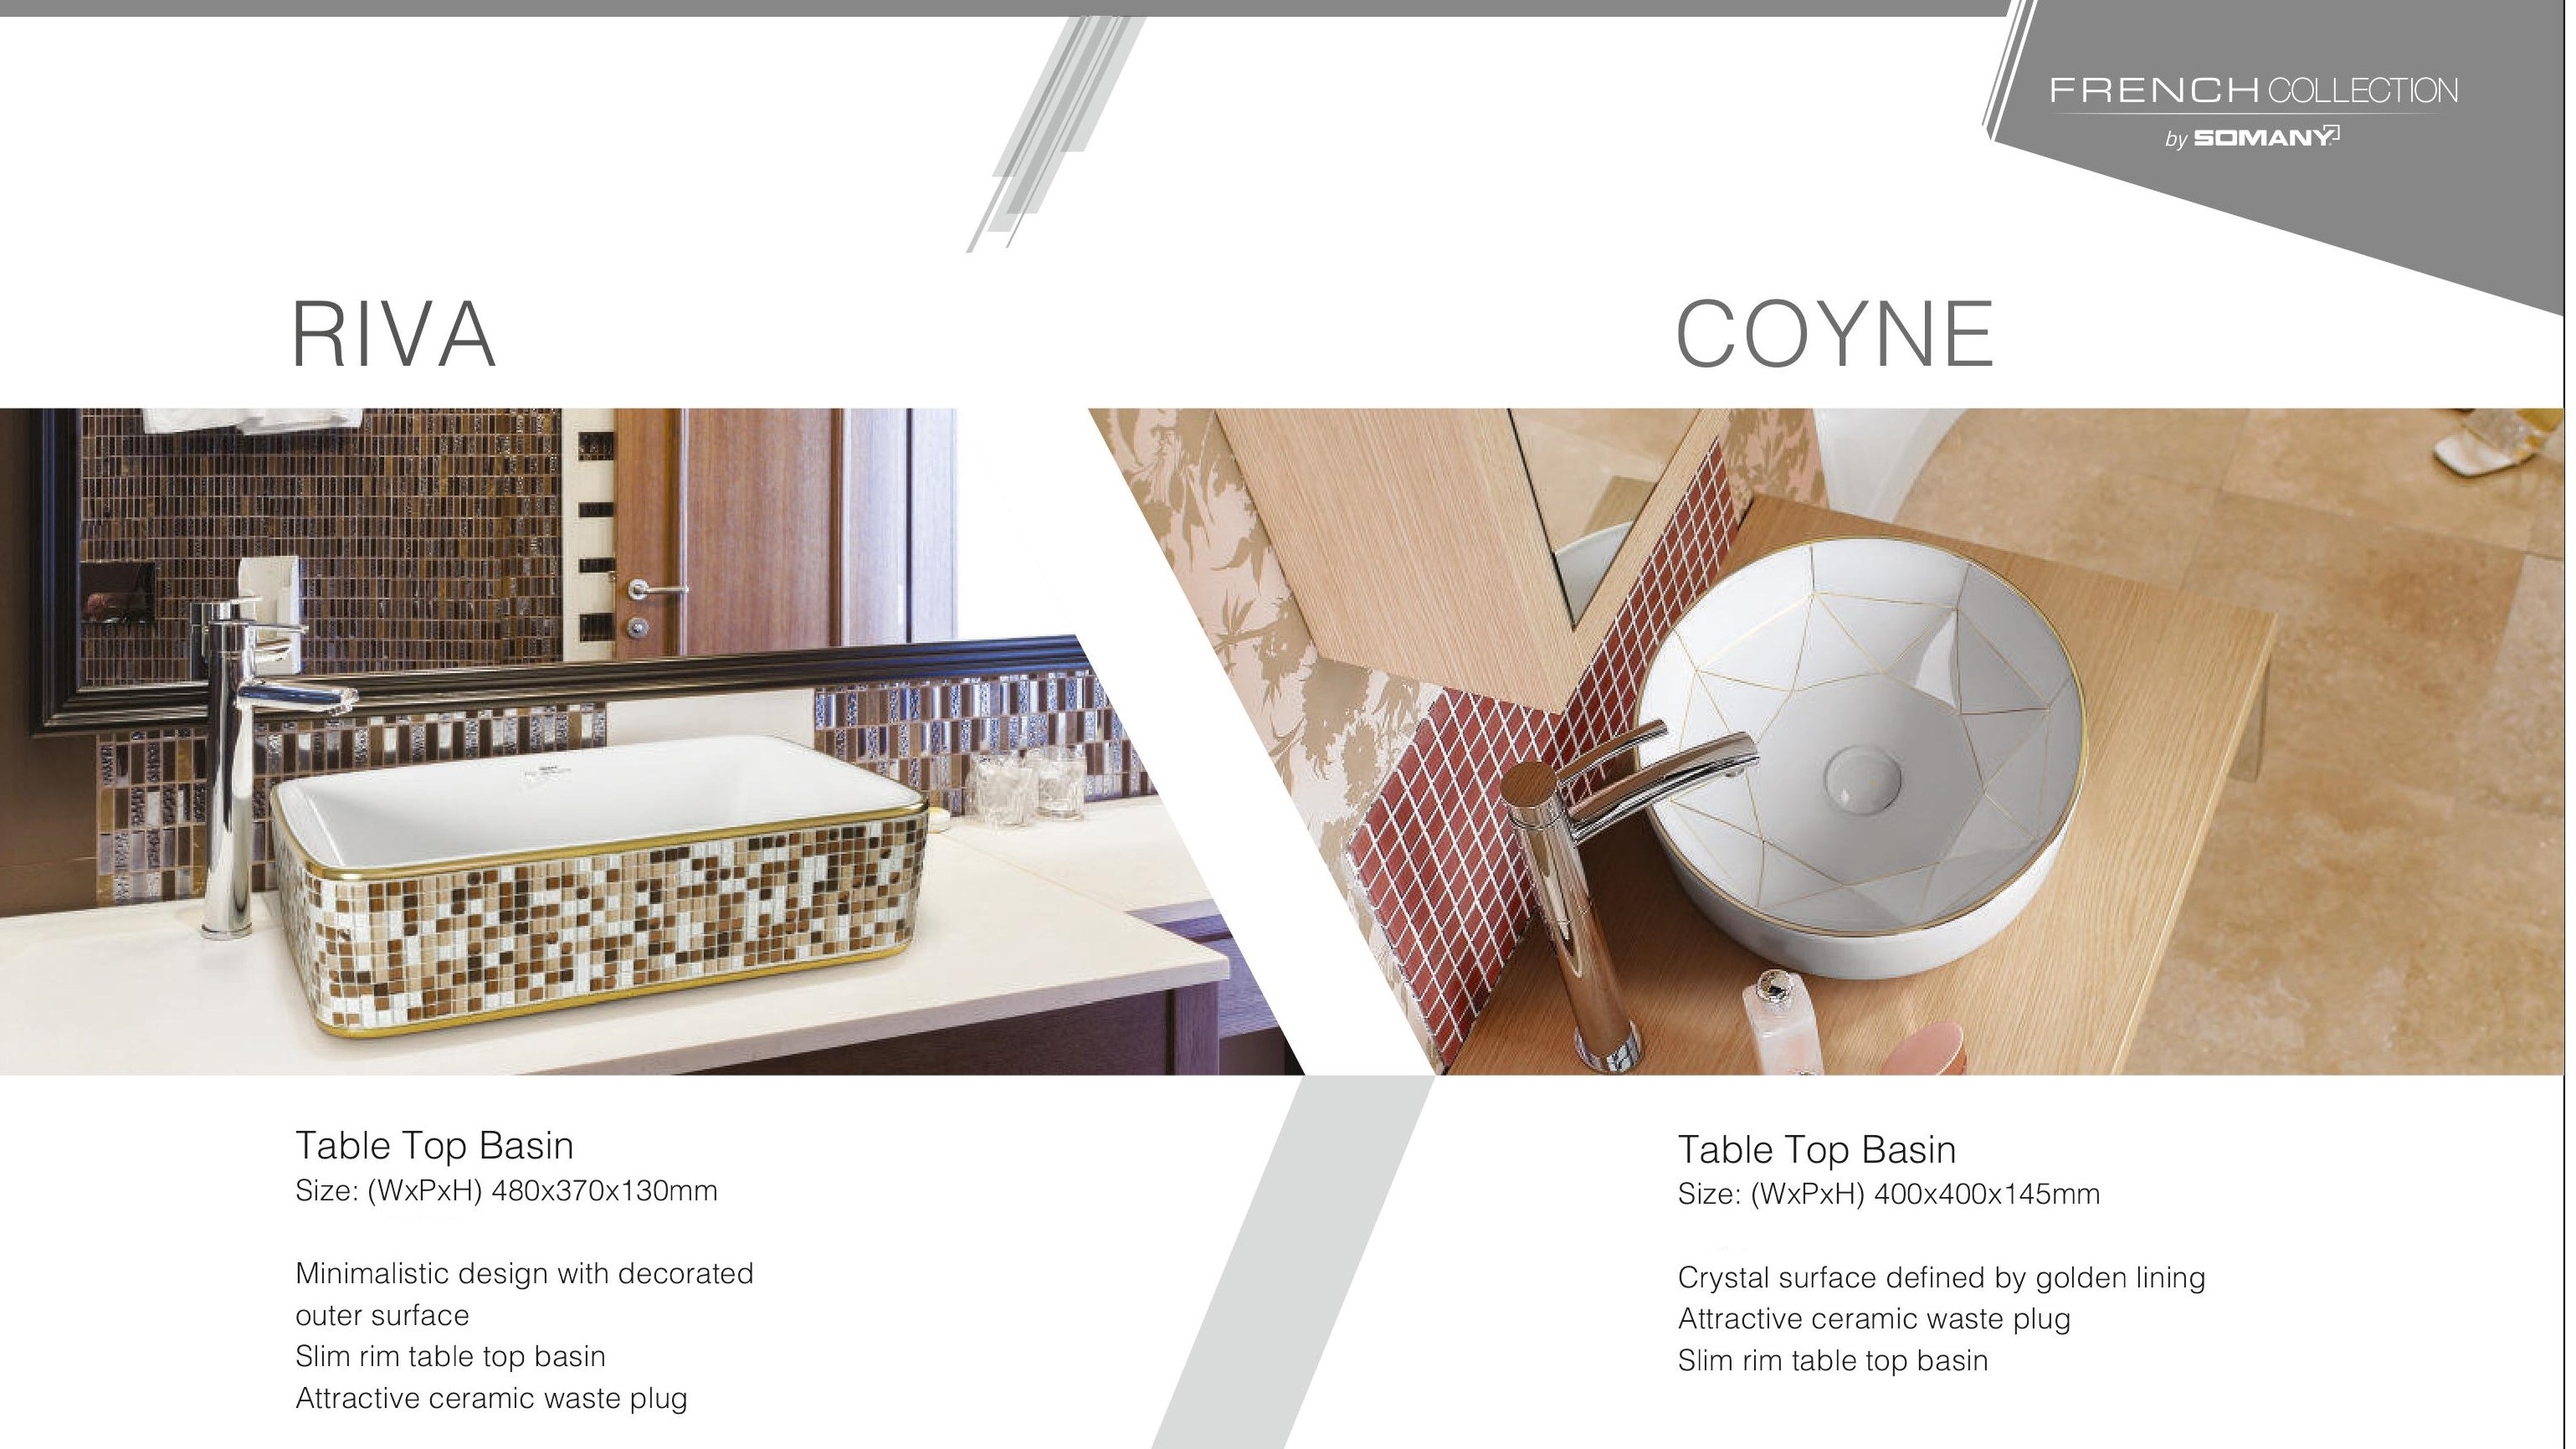 FRENCH COLLECTION
by SOMANY
RIVA
COYNE
Table Top Basin
Size: (WxPxH) 480x370x130mm
Minimalistic design with decorated
outer surface
Slim rim table top basin
Attractive ceramic waste plug
Table Top Basin
Size: (WxPxH) 400x400x145mm
Crystal surface defined by golden lining
Attractive ceramic waste plug
Slim rim table top basin